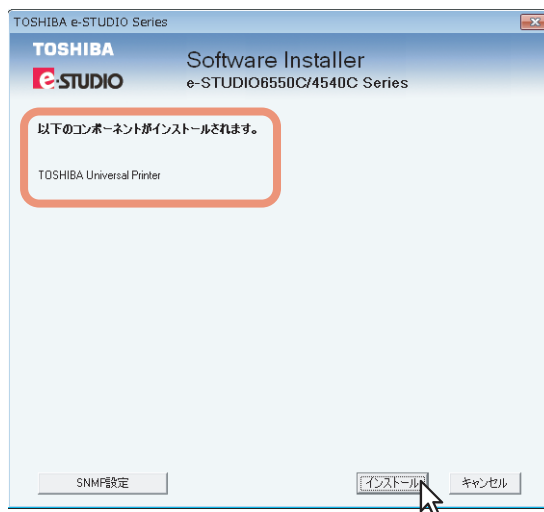 TOSHIBA e-STUDIO Series
TOSHIBA
e-STUDIO
Software Installer
e-STUDIO6550C/4540C Series
以下のコンポーネントがインストールされます。
TOSHIBA Universal Printer
SNMP設定
インストール
キャンセル